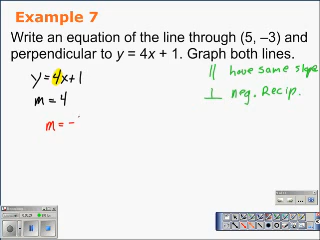 Example 7
Write an equation of the line through (5, –3) and
perpendicular to y = 4x + 1. Graph both lines.
y = 4x + 1
|| have same slope
m = 4
⊥ neg. Recip.
m = -